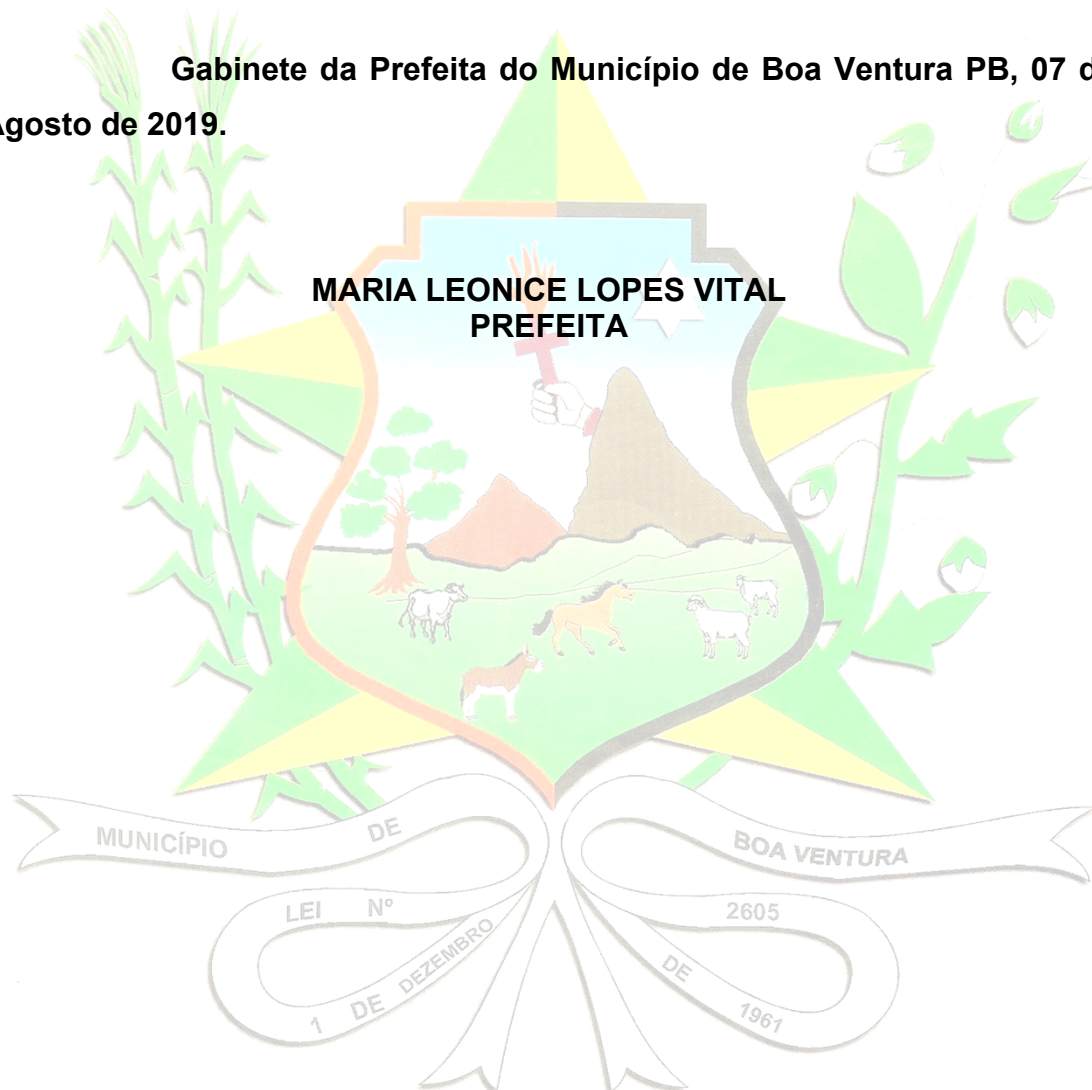 Gabinete da Prefeita do Município de Boa Ventura PB, 07 d
Agosto de 2019.
MARIA LEONICE LOPES VITAL
PREFEITA
MUNICÍPIO DE BOA VENTURA
LEI Nº 2605
1 DE DEZEMBRO DE 1961